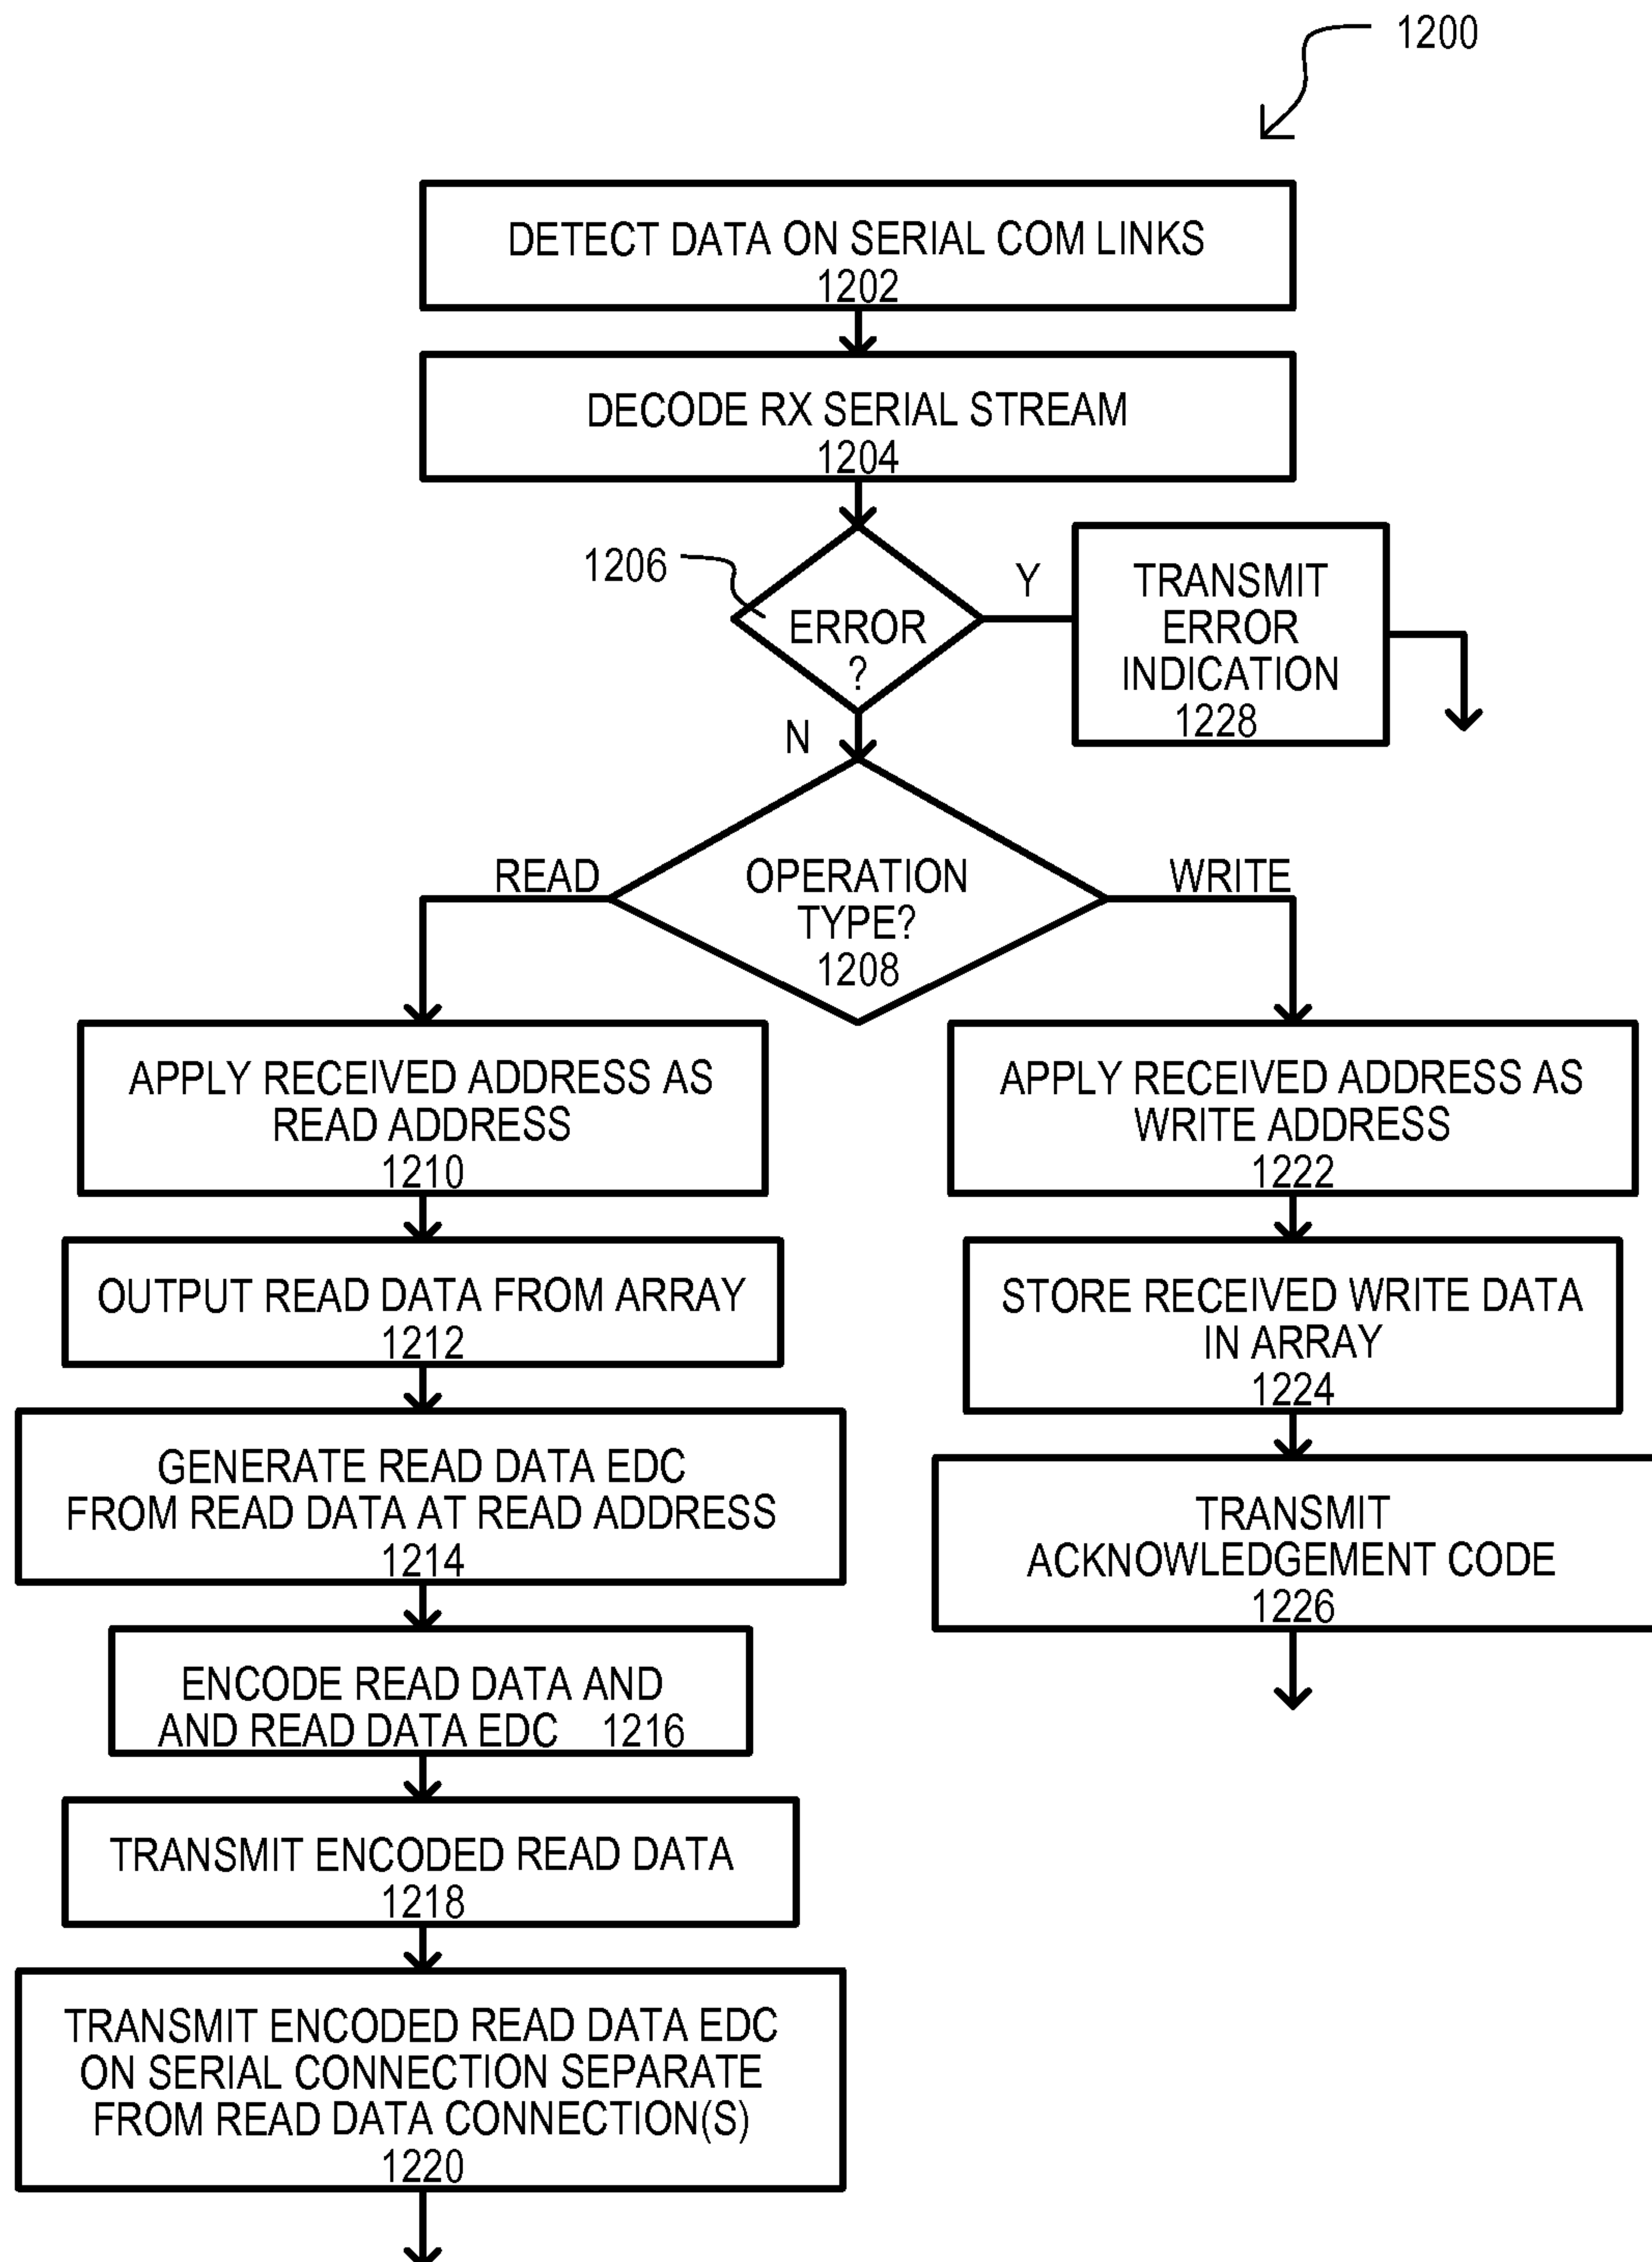 1200
DETECT DATA ON SERIAL COM LINKS
1202
DECODE RX SERIAL STREAM
1204
1206
ERROR
?
Y
TRANSMIT
ERROR
INDICATION
1228
N
READ
OPERATION
TYPE?
1208
WRITE
APPLY RECEIVED ADDRESS AS
READ ADDRESS
1210
OUTPUT READ DATA FROM ARRAY
1212
GENERATE READ DATA EDC
FROM READ DATA AT READ ADDRESS
1214
ENCODE READ DATA AND
AND READ DATA EDC 1216
TRANSMIT ENCODED READ DATA
1218
TRANSMIT ENCODED READ DATA EDC
ON SERIAL CONNECTION SEPARATE
FROM READ DATA CONNECTION(S)
1220
APPLY RECEIVED ADDRESS AS
WRITE ADDRESS
1222
STORE RECEIVED WRITE DATA
IN ARRAY
1224
TRANSMIT
ACKNOWLEDGEMENT CODE
1226